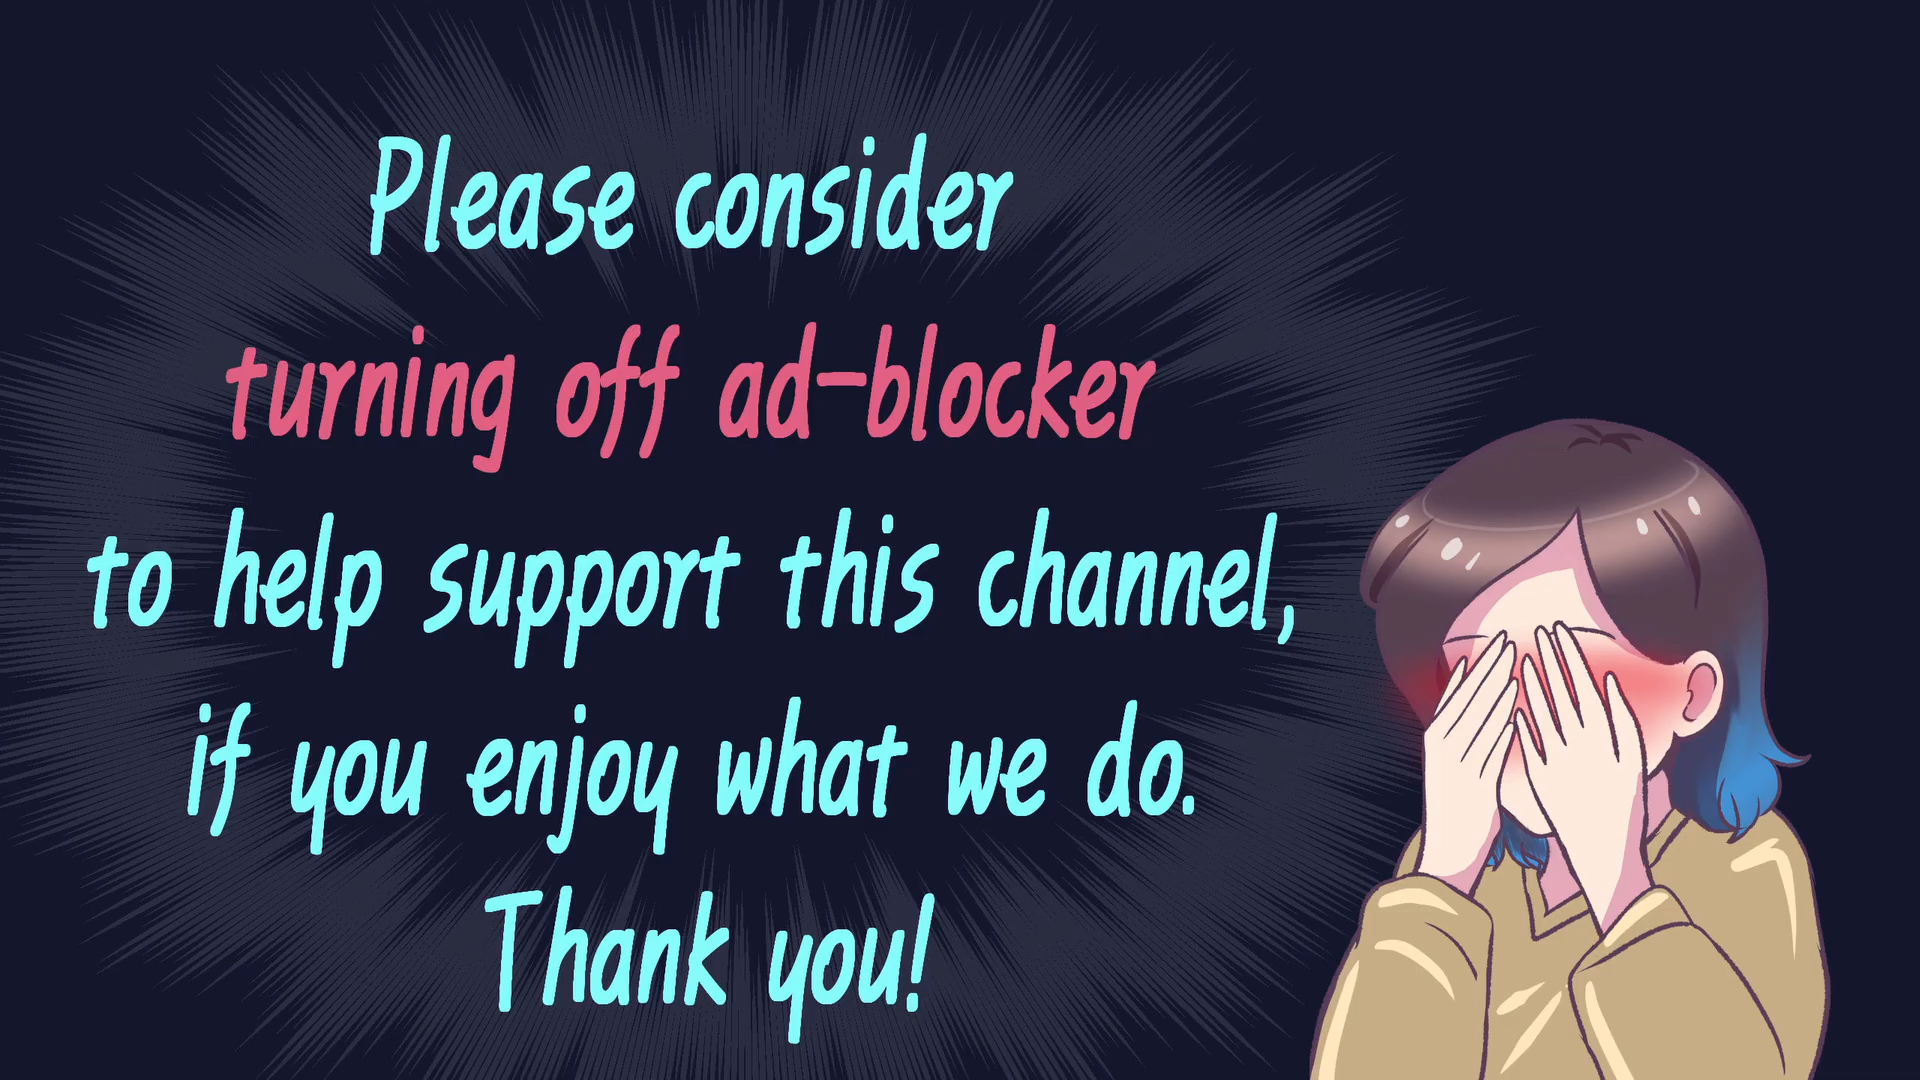 Please consider
turning off ad-blocker
to help support this channel,
if you enjoy what we do.
Thank you!